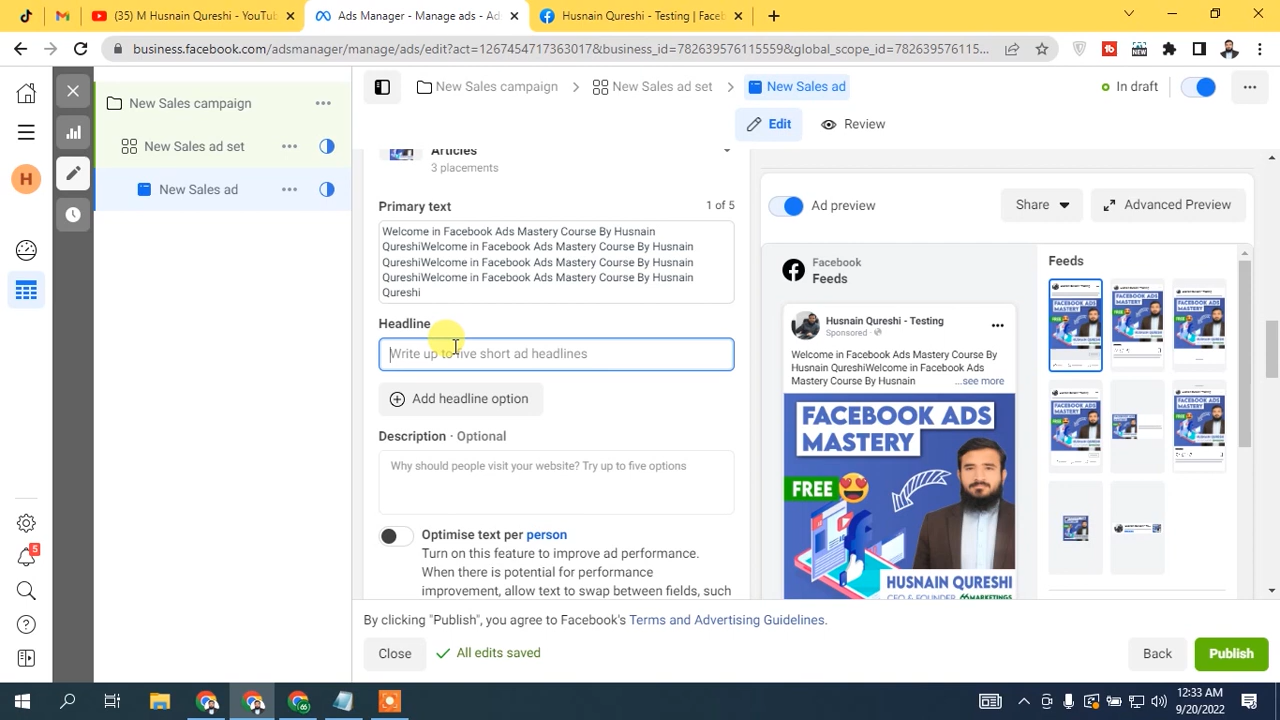 (35) M Husnain Qureshi - YouTu
Ads Manager - Manage ads - Ad
Husnain Qureshi - Testing | Faceb
business.facebook.com/adsmanager/manage/ads/edit?act=1267454717363017&business_id=782639576115559&global_scope_id=782639576115...
New Sales campaign
New Sales ad set
New Sales ad
In draft
New Sales campaign
New Sales ad set
New Sales ad
Edit
Review
H
Articles
3 placements
Primary text
1 of 5
Welcome in Facebook Ads Mastery Course By Husnain
QureshiWelcome in Facebook Ads Mastery Course By Husnain
QureshiWelcome in Facebook Ads Mastery Course By Husnain
QureshiWelcome in Facebook Ads Mastery Course By Husnain
Qureshi
Headline
Write up to five short ad headlines
Add headline option
Description · Optional
Why should people visit your website? Try up to five options
Optimise text per person
Turn on this feature to improve ad performance.
When there is potential for performance
improvement, allow text to swap between fields, such
Ad preview
Share
Advanced Preview
Facebook
Feeds
Husnain Qureshi - Testing
Sponsored ·
Welcome in Facebook Ads Mastery Course By
Husnain QureshiWelcome in Facebook Ads
Mastery Course By Husnain ...see more
FACEBOOK ADS
MASTERY
FREE
HUSNAIN QURESHI
CEO & FOUNDER 66MARKETINGS
Feeds
5
By clicking "Publish", you agree to Facebook's Terms and Advertising Guidelines.
Close
All edits saved
Back
Publish
12:33 AM
9/20/2022